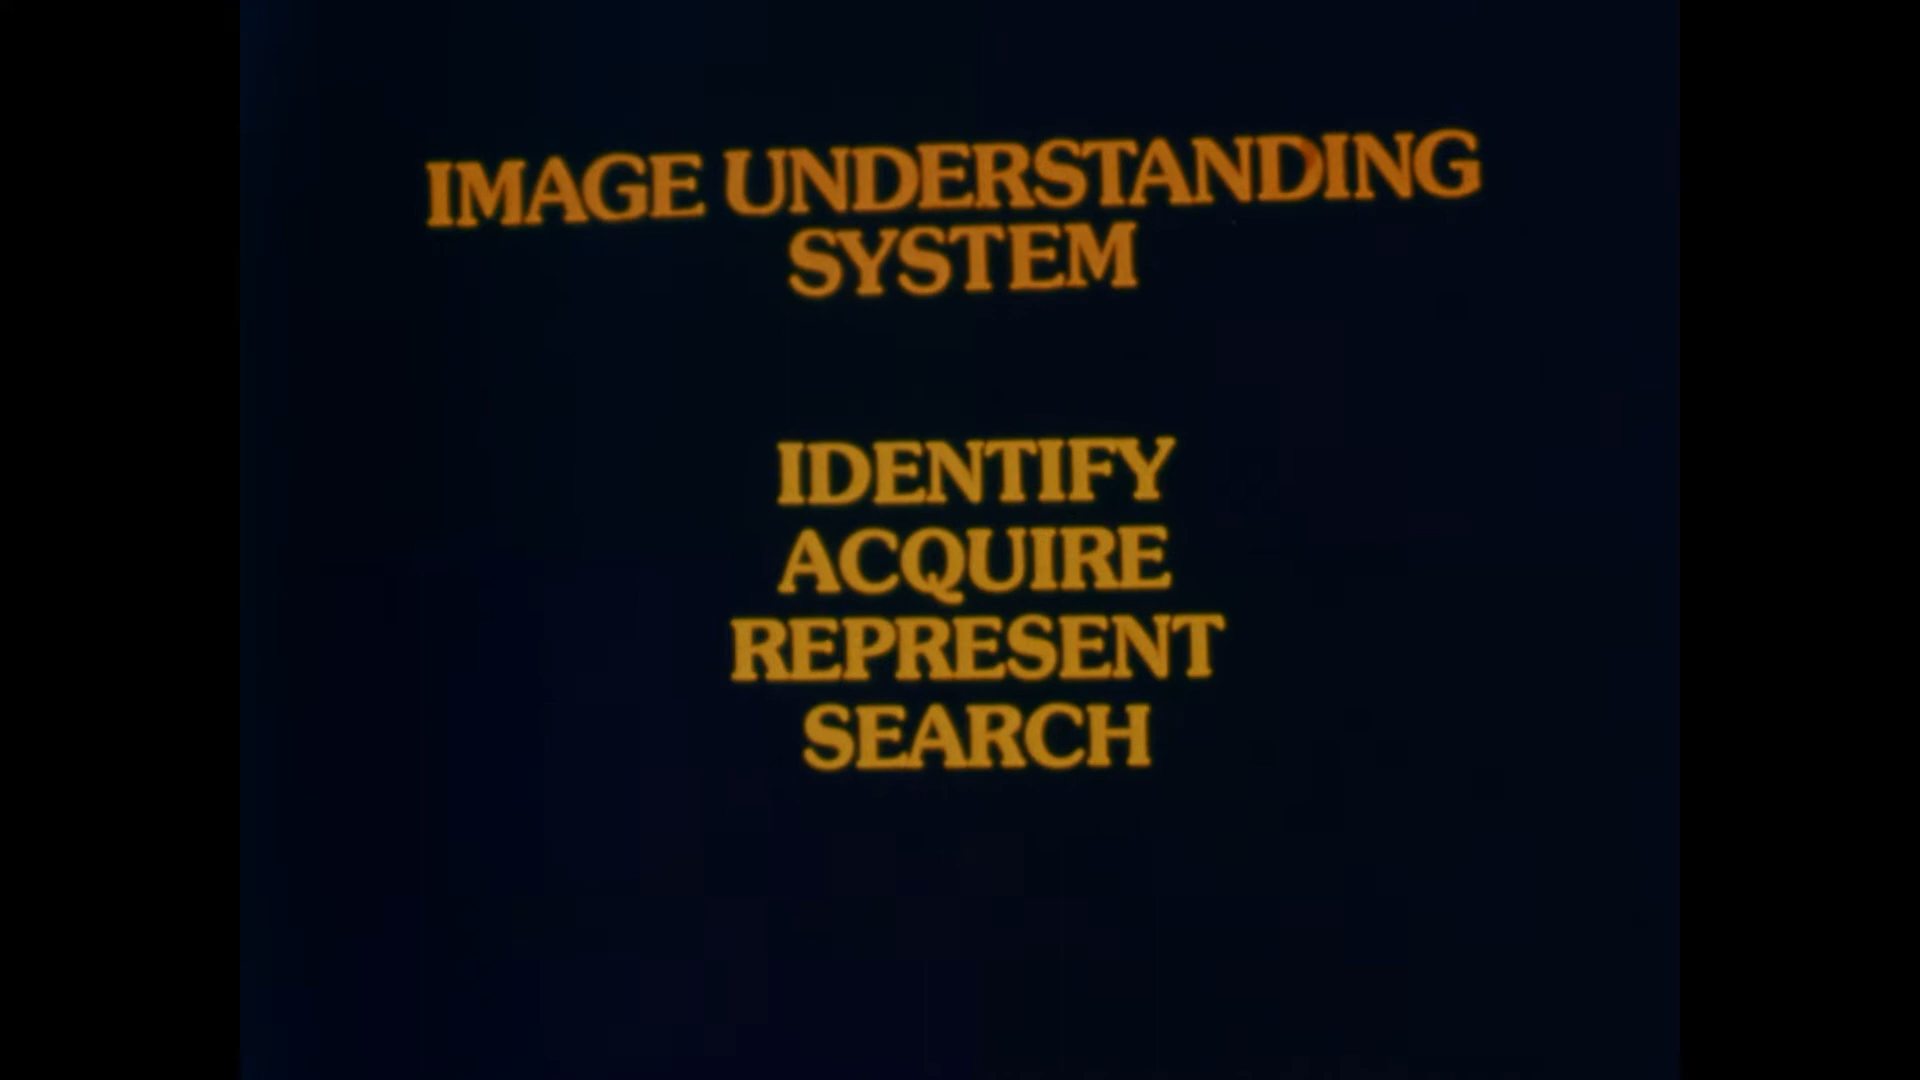 IMAGE UNDERSTANDING
SYSTEM
IDENTIFY
ACQUIRE
REPRESENT
SEARCH